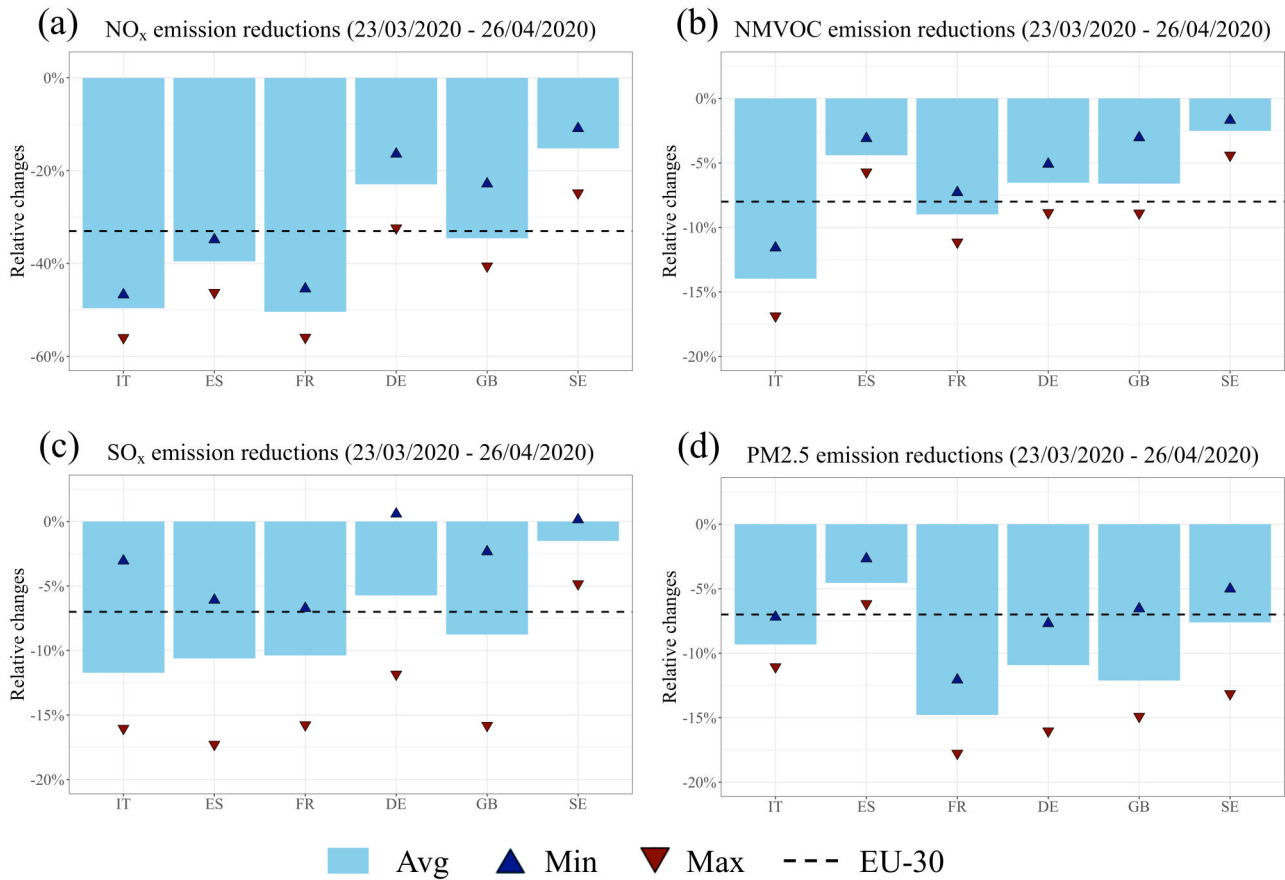 (a)
NOₓ emission reductions (23/03/2020 - 26/04/2020)
Relative changes
0%
-20%
-40%
-60%
IT ES FR DE GB SE
(b)
NMVOC emission reductions (23/03/2020 - 26/04/2020)
Relative changes
0%
-5%
-10%
-15%
-20%
IT ES FR DE GB SE
(c)
SOₓ emission reductions (23/03/2020 - 26/04/2020)
Relative changes
0%
-5%
-10%
-15%
-20%
IT ES FR DE GB SE
(d)
PM2.5 emission reductions (23/03/2020 - 26/04/2020)
Relative changes
0%
-5%
-10%
-15%
-20%
IT ES FR DE GB SE
Avg Min Max EU-30